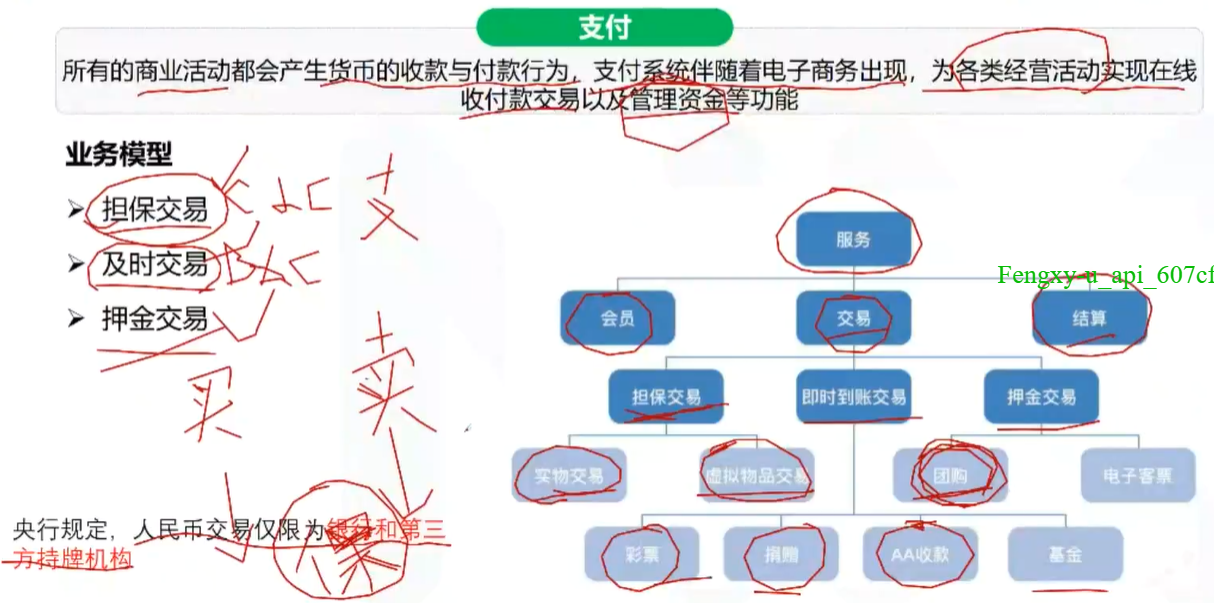 支付
所有的商业活动都会产生货币的收款与付款行为，支付系统伴随着电子商务出现，为各类经营活动实现在线
收付款交易以及管理资金等功能
业务模型
担保交易
C2C
支
及时交易
B2C
押金交易
买
卖
央行规定，人民币交易仅限为银行和第三
方持牌机构
服务
Fengxy-u_api_607cf
会员
交易
结算
担保交易
即时到账交易
押金交易
实物交易
虚拟物品交易
团购
电子客票
彩票
捐赠
AA收款
基金